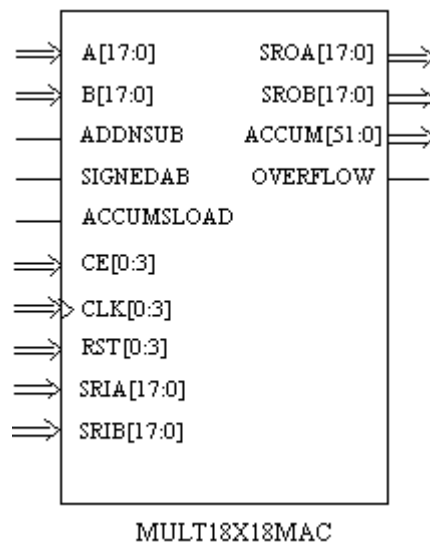 A[17:0] SROA[17:0]
B[17:0] SROB[17:0]
ADDNSUB ACCUM[51:0]
SIGNEDAB OVERFLOW
ACCUMSLOAD
CE[0:3]
CLK[0:3]
RST[0:3]
SRIA[17:0]
SRIB[17:0]
MULT18X18MAC